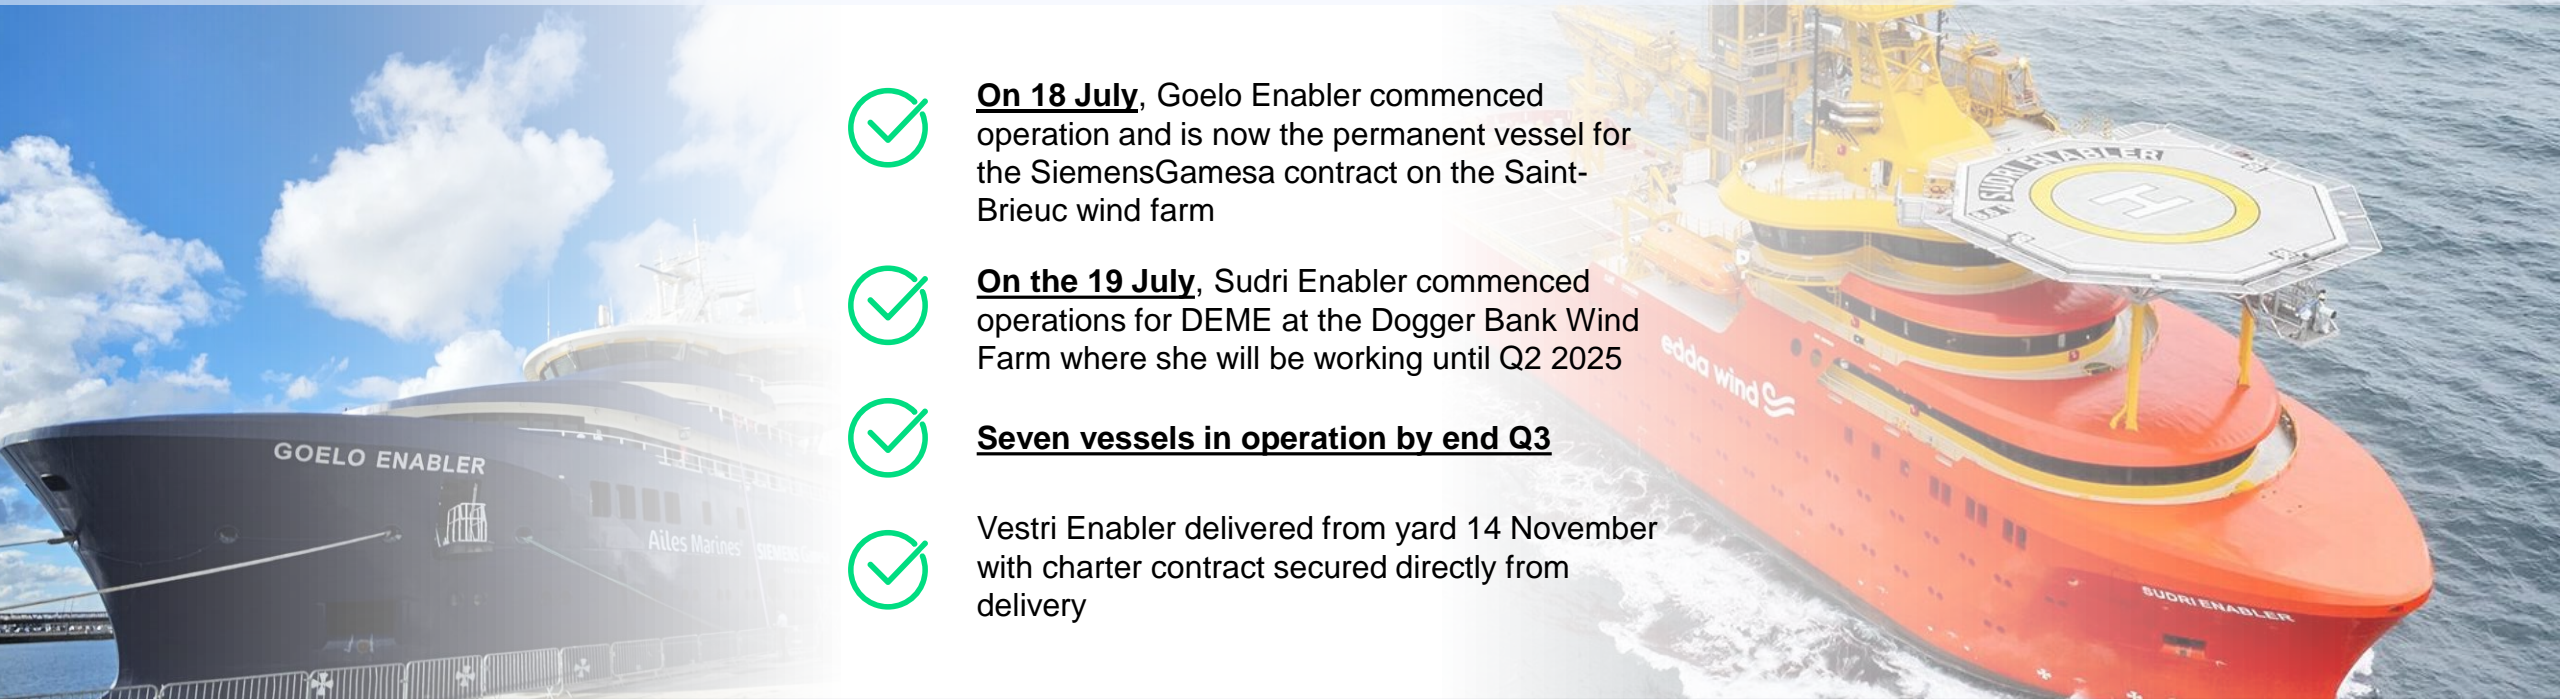 On 18 July, Goelo Enabler commenced
operation and is now the permanent vessel for
the SiemensGamesa contract on the Saint-
Brieuc wind farm
On the 19 July, Sudri Enabler commenced
operations for DEME at the Dogger Bank Wind
Farm where she will be working until Q2 2025
Seven vessels in operation by end Q3
Vestri Enabler delivered from yard 14 November
with charter contract secured directly from
delivery
GOELO ENABLER
Ailes Marines
SUDRI ENABLER
H
edda wind
SUDRI ENABLER